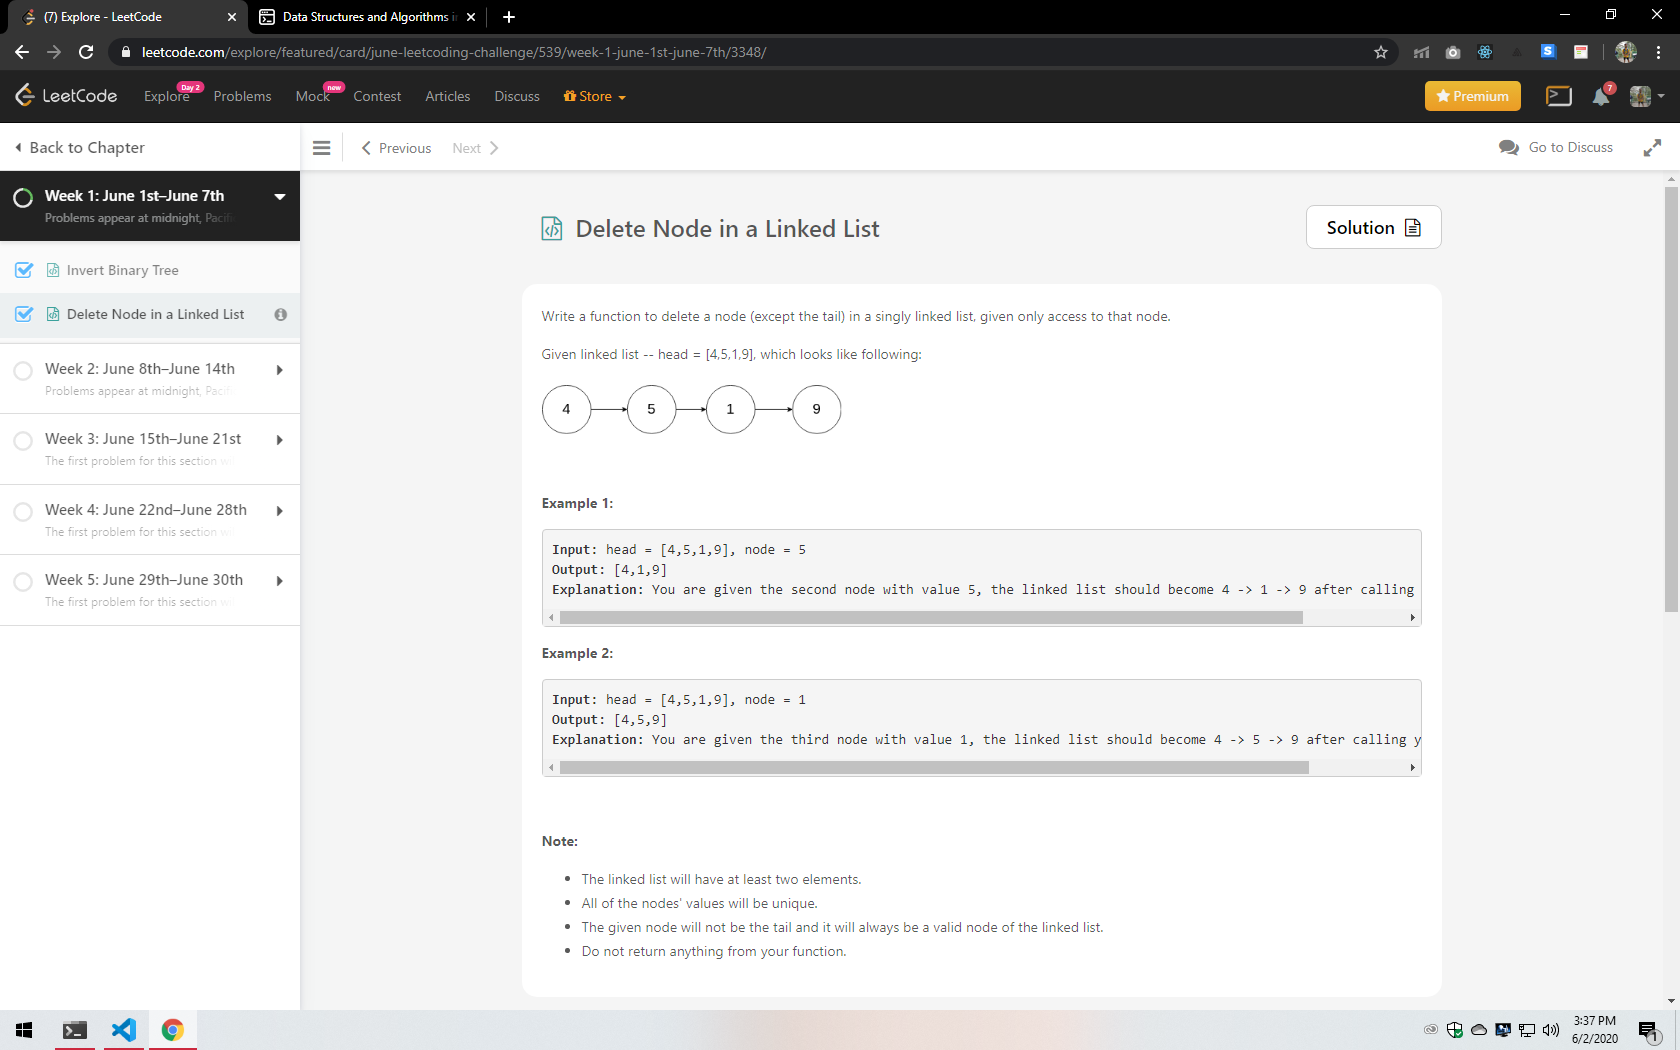 (7) Explore - LeetCode
Data Structures and Algorithms i
leetcode.com/explore/featured/card/june-leetcoding-challenge/539/week-1-june-1st-june-7th/3348/
LeetCode
Explore
Day 2
Problems
Mock
new
Contest
Articles
Discuss
Store
Premium
7
Back to Chapter
Previous
Next
Go to Discuss
Week 1: June 1st–June 7th
Problems appear at midnight, Pacifi
Invert Binary Tree
Delete Node in a Linked List
Week 2: June 8th–June 14th
Problems appear at midnight, Pacifi
Week 3: June 15th–June 21st
The first problem for this section w
Week 4: June 22nd–June 28th
The first problem for this section w
Week 5: June 29th–June 30th
The first problem for this section w
Delete Node in a Linked List
Solution
Write a function to delete a node (except the tail) in a singly linked list, given only access to that node.
Given linked list -- head = [4,5,1,9], which looks like following:
4 5 1 9
Example 1:
Input: head = [4,5,1,9], node = 5
Output: [4,1,9]
Explanation: You are given the second node with value 5, the linked list should become 4 -> 1 -> 9 after calling
Example 2:
Input: head = [4,5,1,9], node = 1
Output: [4,5,9]
Explanation: You are given the third node with value 1, the linked list should become 4 -> 5 -> 9 after calling y
Note:
The linked list will have at least two elements.
All of the nodes' values will be unique.
The given node will not be the tail and it will always be a valid node of the linked list.
Do not return anything from your function.
3:37 PM
6/2/2020
1